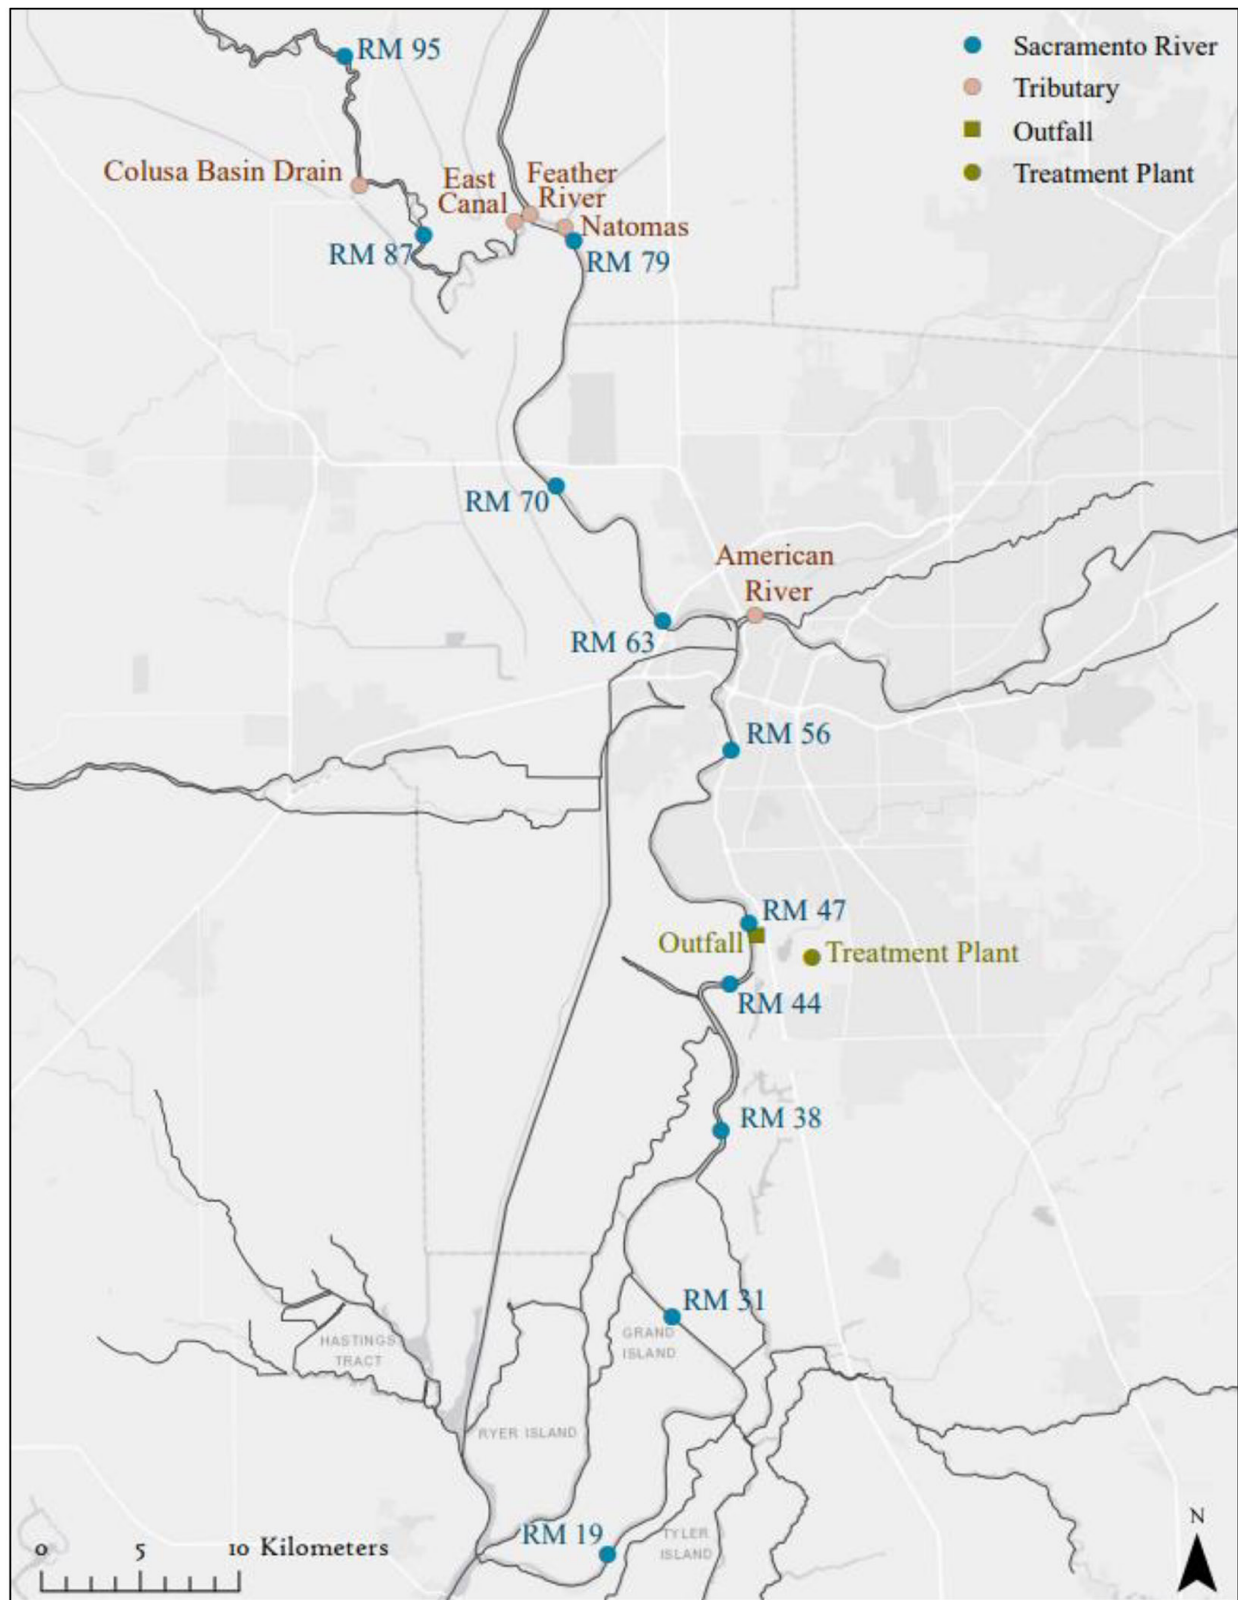 RM 95
Sacramento River
Tributary
Outfall
Treatment Plant
Colusa Basin Drain
East
Canal
Feather
River
Natomas
RM 87
RM 79
RM 70
American
River
RM 63
RM 56
RM 47
Outfall
Treatment Plant
RM 44
RM 38
RM 31
GRAND
ISLAND
HASTINGS
TRACT
RYER ISLAND
RM 19
TYLER
ISLAND
N
0 5 10 Kilometers